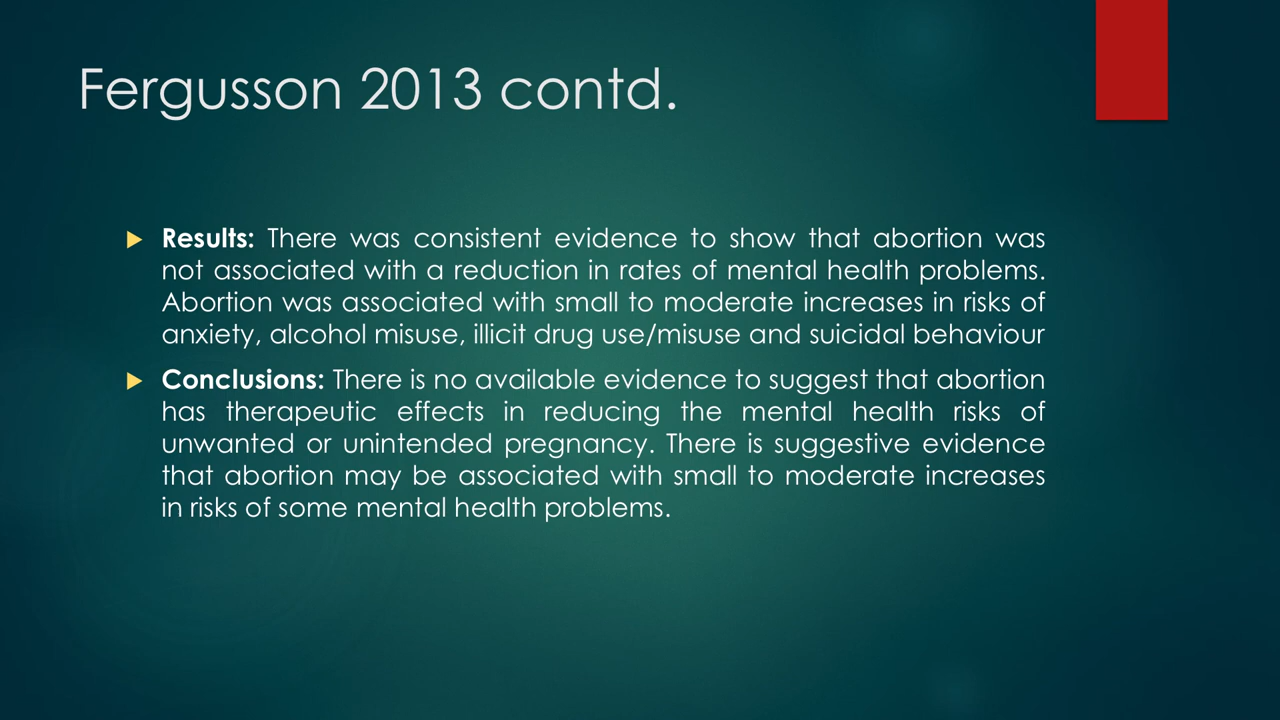 Fergusson 2013 contd.
Results: There was consistent evidence to show that abortion was
not associated with a reduction in rates of mental health problems.
Abortion was associated with small to moderate increases in risks of
anxiety, alcohol misuse, illicit drug use/misuse and suicidal behaviour
Conclusions: There is no available evidence to suggest that abortion
has therapeutic effects in reducing the mental health risks of
unwanted or unintended pregnancy. There is suggestive evidence
that abortion may be associated with small to moderate increases
in risks of some mental health problems.